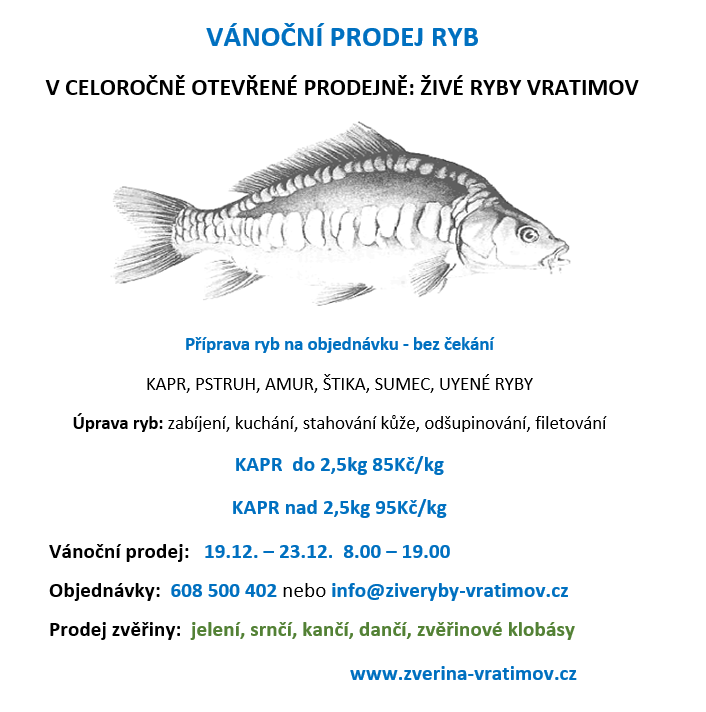 VÁNOČNÍ PRODEJ RYB
V CELOROČNĚ OTEVŘENÉ PRODEJNĚ: ŽIVÉ RYBY VRATIMOV
Příprava ryb na objednávku - bez čekání
KAPR, PSTRUH, AMUR, ŠTIKA, SUMEC, UYENÉ RYBY
Úprava ryb: zabíjení, kuchání, stahování kůže, odšupinování, filetování
KAPR do 2,5kg 85Kč/kg
KAPR nad 2,5kg 95Kč/kg
Vánoční prodej: 19.12. – 23.12. 8.00 – 19.00
Objednávky: 608 500 402 nebo info@ziveryby-vratimov.cz
Prodej zvěřiny: jelení, srnčí, kančí, dančí, zvěřinové klobásy
www.zverina-vratimov.cz